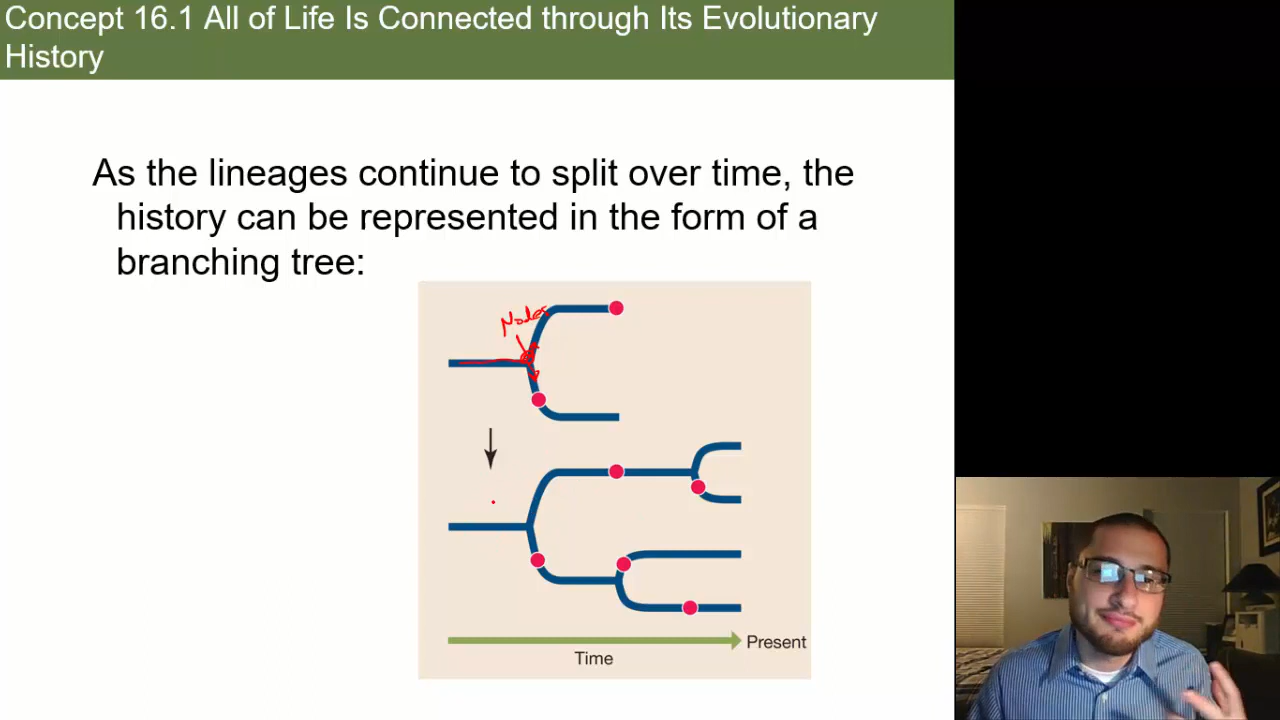 Concept 16.1 All of Life Is Connected through Its Evolutionary
History
As the lineages continue to split over time, the
history can be represented in the form of a
branching tree:
Nodes
Present
Time